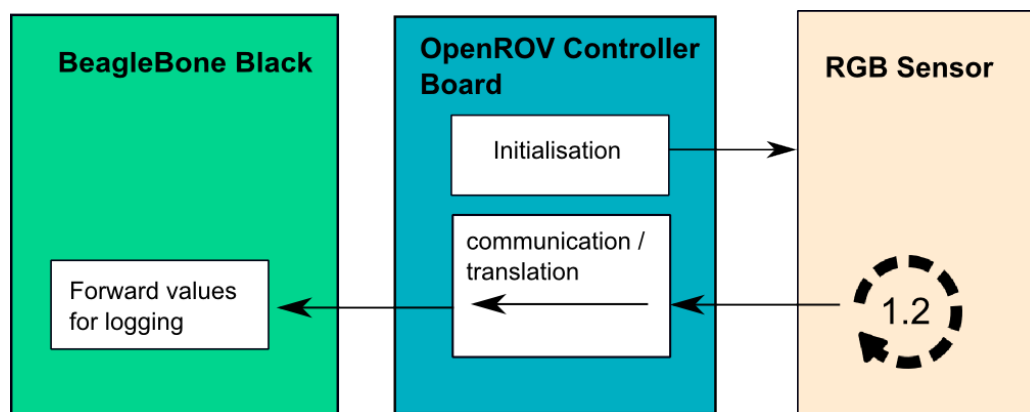 BeagleBone Black
OpenROV Controller
Board
RGB Sensor
Initialisation
communication /
translation
Forward values
for logging
1.2